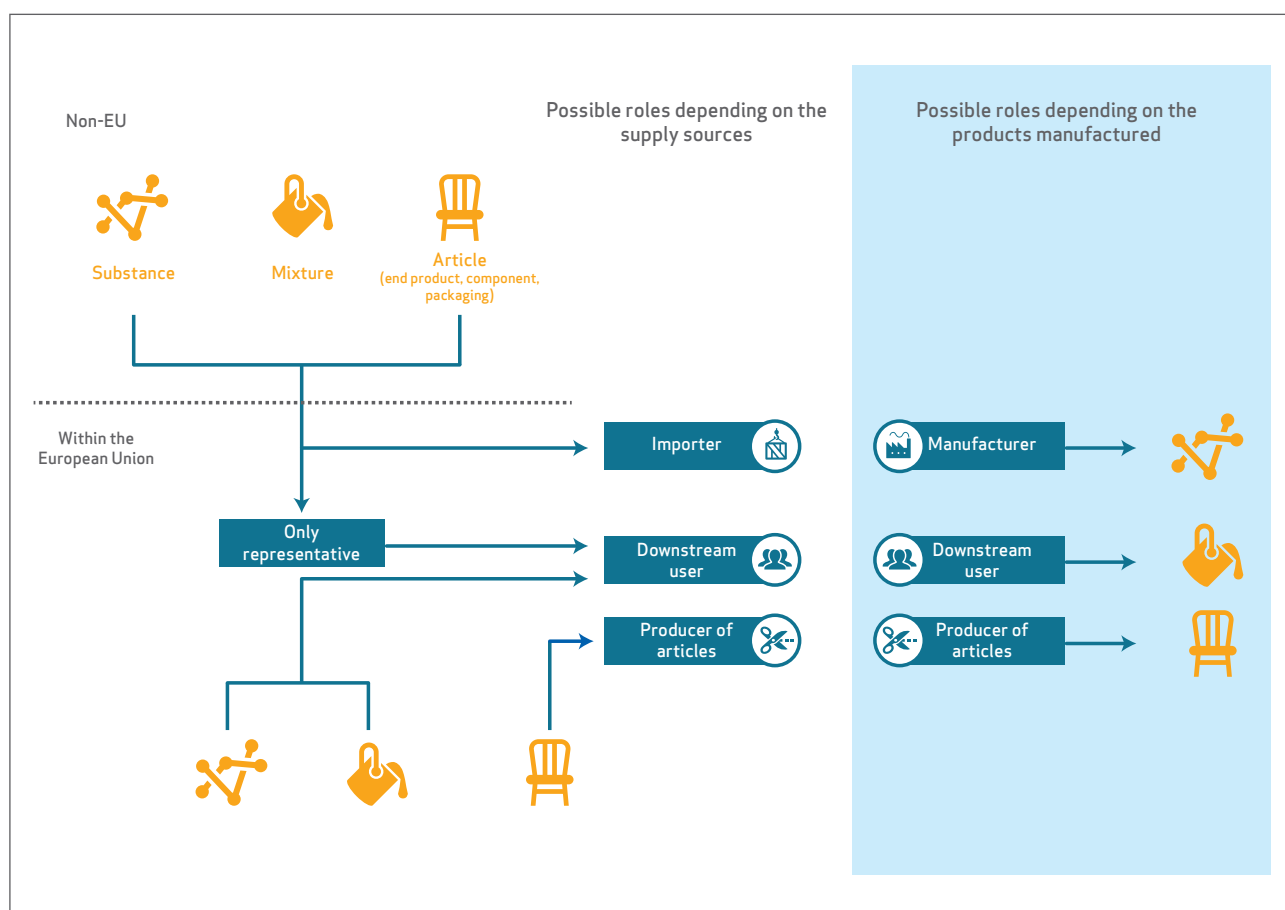 Non-EU
Possible roles depending on the
supply sources
Possible roles depending on the
products manufactured
Substance
Mixture
Article
(end product, component,
packaging)
Within the
European Union
Importer
Manufacturer
Only
representative
Downstream
user
Downstream
user
Producer of
articles
Producer of
articles